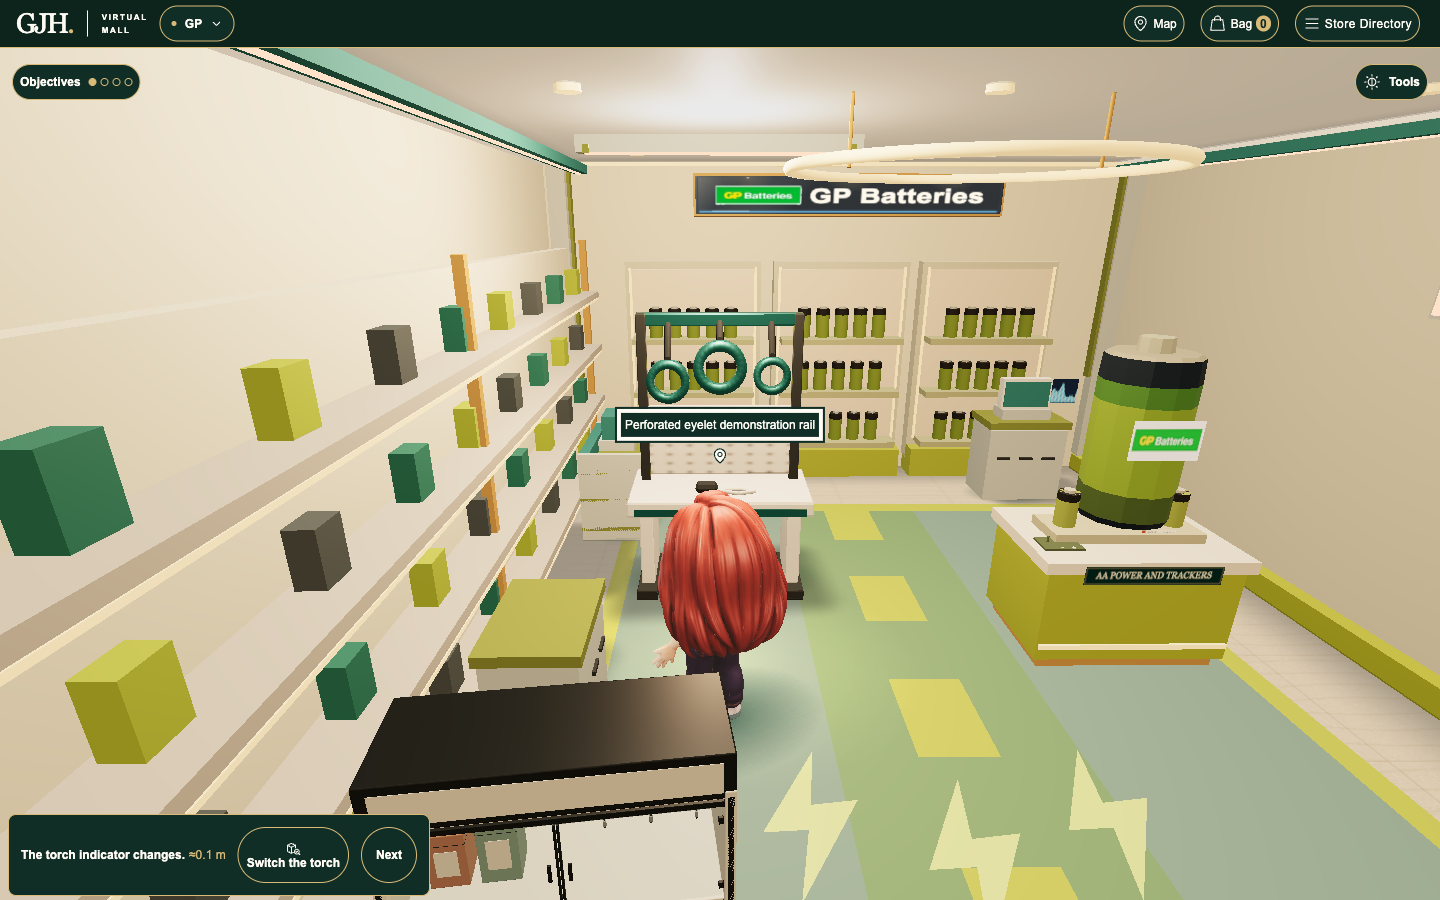 GJH.
VIRTUAL
MALL
GP
Map
Bag 0
Store Directory
Objectives
Tools
GP Batteries
GP Batteries
Perforated eyelet demonstration rail
GP Batteries
AA POWER AND TRACKERS
The torch indicator changes. ≈0.1 m
Switch the torch
Next